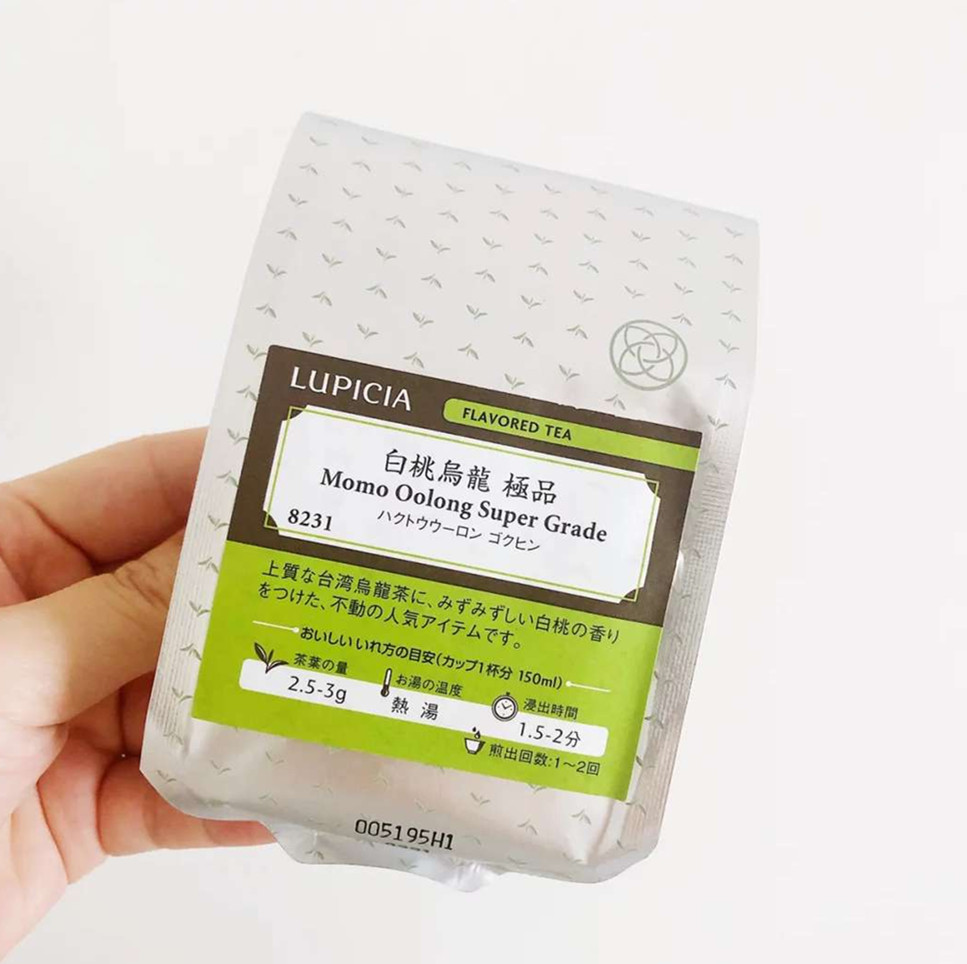 LUPICIA
FLAVORED TEA
白桃烏龍 極品
Momo Oolong Super Grade
8231
ハクトウウーロン ゴクヒン
上質な台湾烏龍茶に、みずみずしい白桃の香り
をつけた、不動の人気アイテムです。
おいしいいれ方の目安(カップ1杯分 150ml)
茶葉の量
2.5-3g
お湯の温度
熱湯
浸出時間
1.5-2分
煎出回数:1〜2回
005195H1